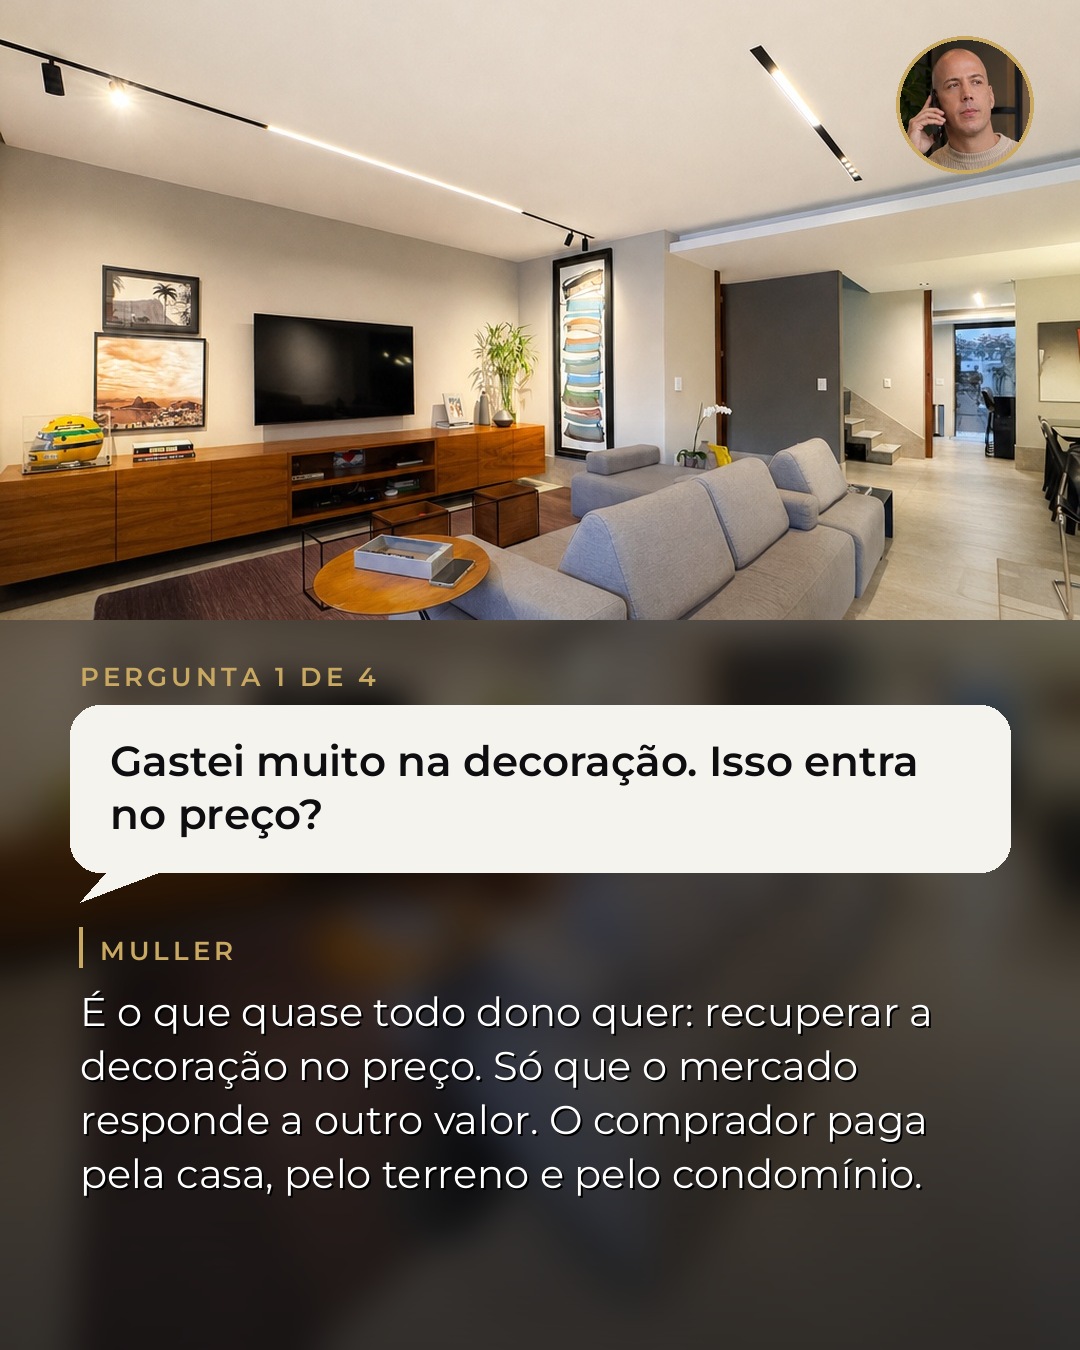 PERGUNTA 1 DE 4
Gastei muito na decoração. Isso entra
no preço?
MULLER
É o que quase todo dono quer: recuperar a
decoração no preço. Só que o mercado
responde a outro valor. O comprador paga
pela casa, pelo terreno e pelo condomínio.